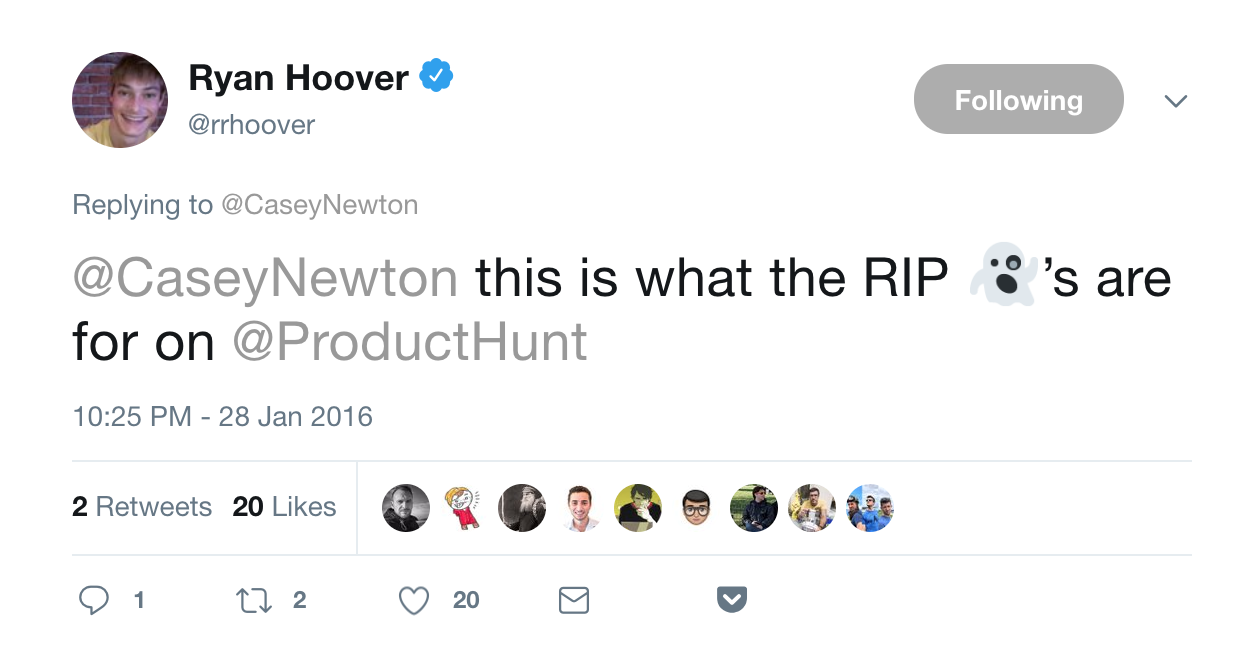 Ryan Hoover
@rrhoover
Following
Replying to @CaseyNewton
@CaseyNewton this is what the RIP 👻’s are
for on @ProductHunt
10:25 PM - 28 Jan 2016
2 Retweets 20 Likes
1 2 20